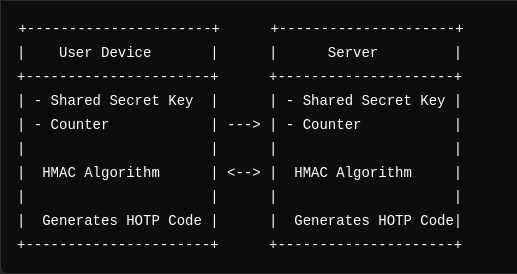 +----------------------+      +---------------------+
|    User Device       |      |      Server         |
+----------------------+      +---------------------+
| - Shared Secret Key  |      | - Shared Secret Key |
| - Counter            | ---> | - Counter           |
|                      |      |                     |
|  HMAC Algorithm      | <--> |  HMAC Algorithm     |
|                      |      |                     |
|  Generates HOTP Code |      |  Generates HOTP Code|
+----------------------+      +---------------------+